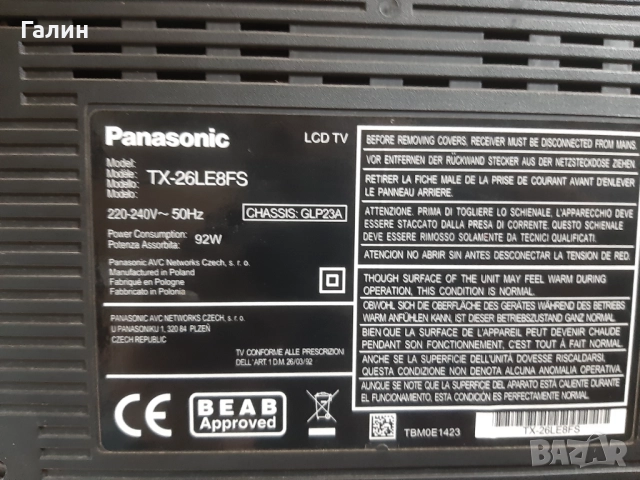 Галин
Panasonic
LCD TV
Model:
Modèle:
Modello:
Modelo:
TX-26LE8FS
220-240V~ 50Hz
CHASSIS: GLP23A
Power Consumption:
Potenza Assorbita:
92W
Panasonic AVC Networks Czech, s. r. o.
Manufactured in Poland
Fabriqué en Pologne
Fabbricato in Polonia
PANASONIC AVC NETWORKS CZECH, s. r. o.
U PANASONIKU 1, 320 84 PLZEŇ
CZECH REPUBLIC
TV CONFORME ALLE PRESCRIZIONI
DELL'ART 1 D.M. 26/03/92
CE
BEAB
Approved
BEFORE REMOVING COVERS, RECEIVER MUST BE DISCONNECTED FROM MAINS.
VOR ENTFERNEN DER RÜCKWAND STECKER AUS DER NETZSTECKDOSE ZIEHEN
RETIRER LA FICHE MALE DE LA PRISE DE COURANT AVANT D'ENLEVER
LE PANNEAU ARRIERE.
ATTENZIONE. PRIMA DI TOGLIERE LO SCHIENALE, L'APPARECCHIO DEVE
ESSERE STACCATO DALLA PRESA DI CORRENTE, QUESTO SCHIENALE
DEVE ESSERE RIMOSSO SOLAMENTE DA TECNICI QUALIFICATI.
ATENCION NO ABRIR SIN ANTES DESCONECTAR LA TENSION DE RED.
THOUGH SURFACE OF THE UNIT MAY FEEL WARM DURING
OPERATION, THIS CONDITION IS NORMAL.
OBWOHL SICH DIE OBERFLÄCHE DES GERÄTES WÄHREND DES BETRIEBS
WARM ANFÜHLEN KANN, IST DIESER BETRIEBSZUSTAND GANZ NORMAL.
BIEN QUE LA SURFACE DE L'APPAREIL PEUT DEVENIR CHAUDE
PENDANT SON FONCTIONNEMENT, C'EST TOUT À FAIT NORMAL.
ANCHE SE LA SUPERFICIE DELL'UNITÀ DOVESSE RISCALDARSI,
QUESTA CONDIZIONE NON DENOTA ALCUNA ANOMALIA OPERATIVA.
AUNQUE SE NOTE QUE LA SUPERFICIE DEL APARATO ESTÁ CALIENTE DURANTE
EL FUNCIONAMIENTO, ESTA CONDICIÓN ES PERFECTAMENTE NORMAL.
TBM0E1423
TX-26LE8FS
BAZAR